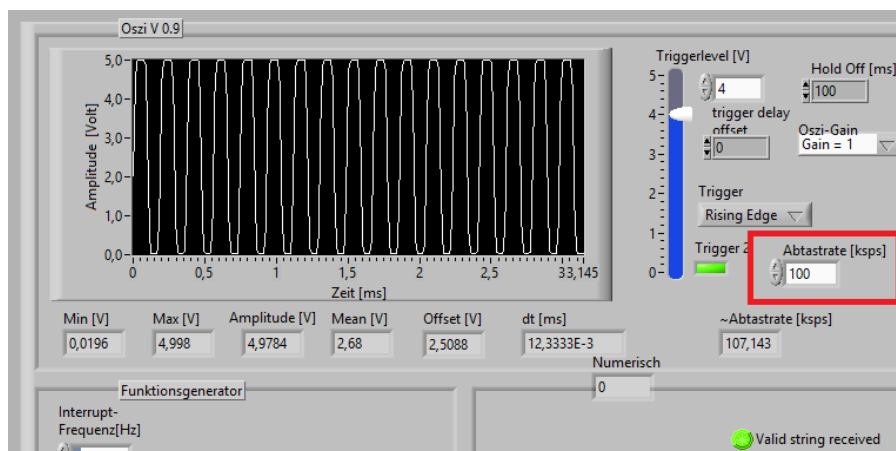 Oszi V 0.9
Amplitude [Volt]
5,0
4,0
3,0
2,0
1,0
0,0
0 0,5 1 1,5 2 2,5 33,145
Zeit [ms]
Triggerlevel [V]
5
4
3
2
1
0
4
Hold Off [ms]
100
trigger delay
offset
0
Oszi-Gain
Gain = 1
Trigger
Rising Edge
Trigger 2
Abtastrate [ksps]
100
Min [V] Max [V] Amplitude [V] Mean [V] Offset [V] dt [ms] ~Abtastrate [ksps]
0,0196 4,998 4,9784 2,68 2,5088 12,3333E-3 107,143
Numerisch
0
Funktionsgenerator
Interrupt-
Frequenz[Hz]
Valid string received